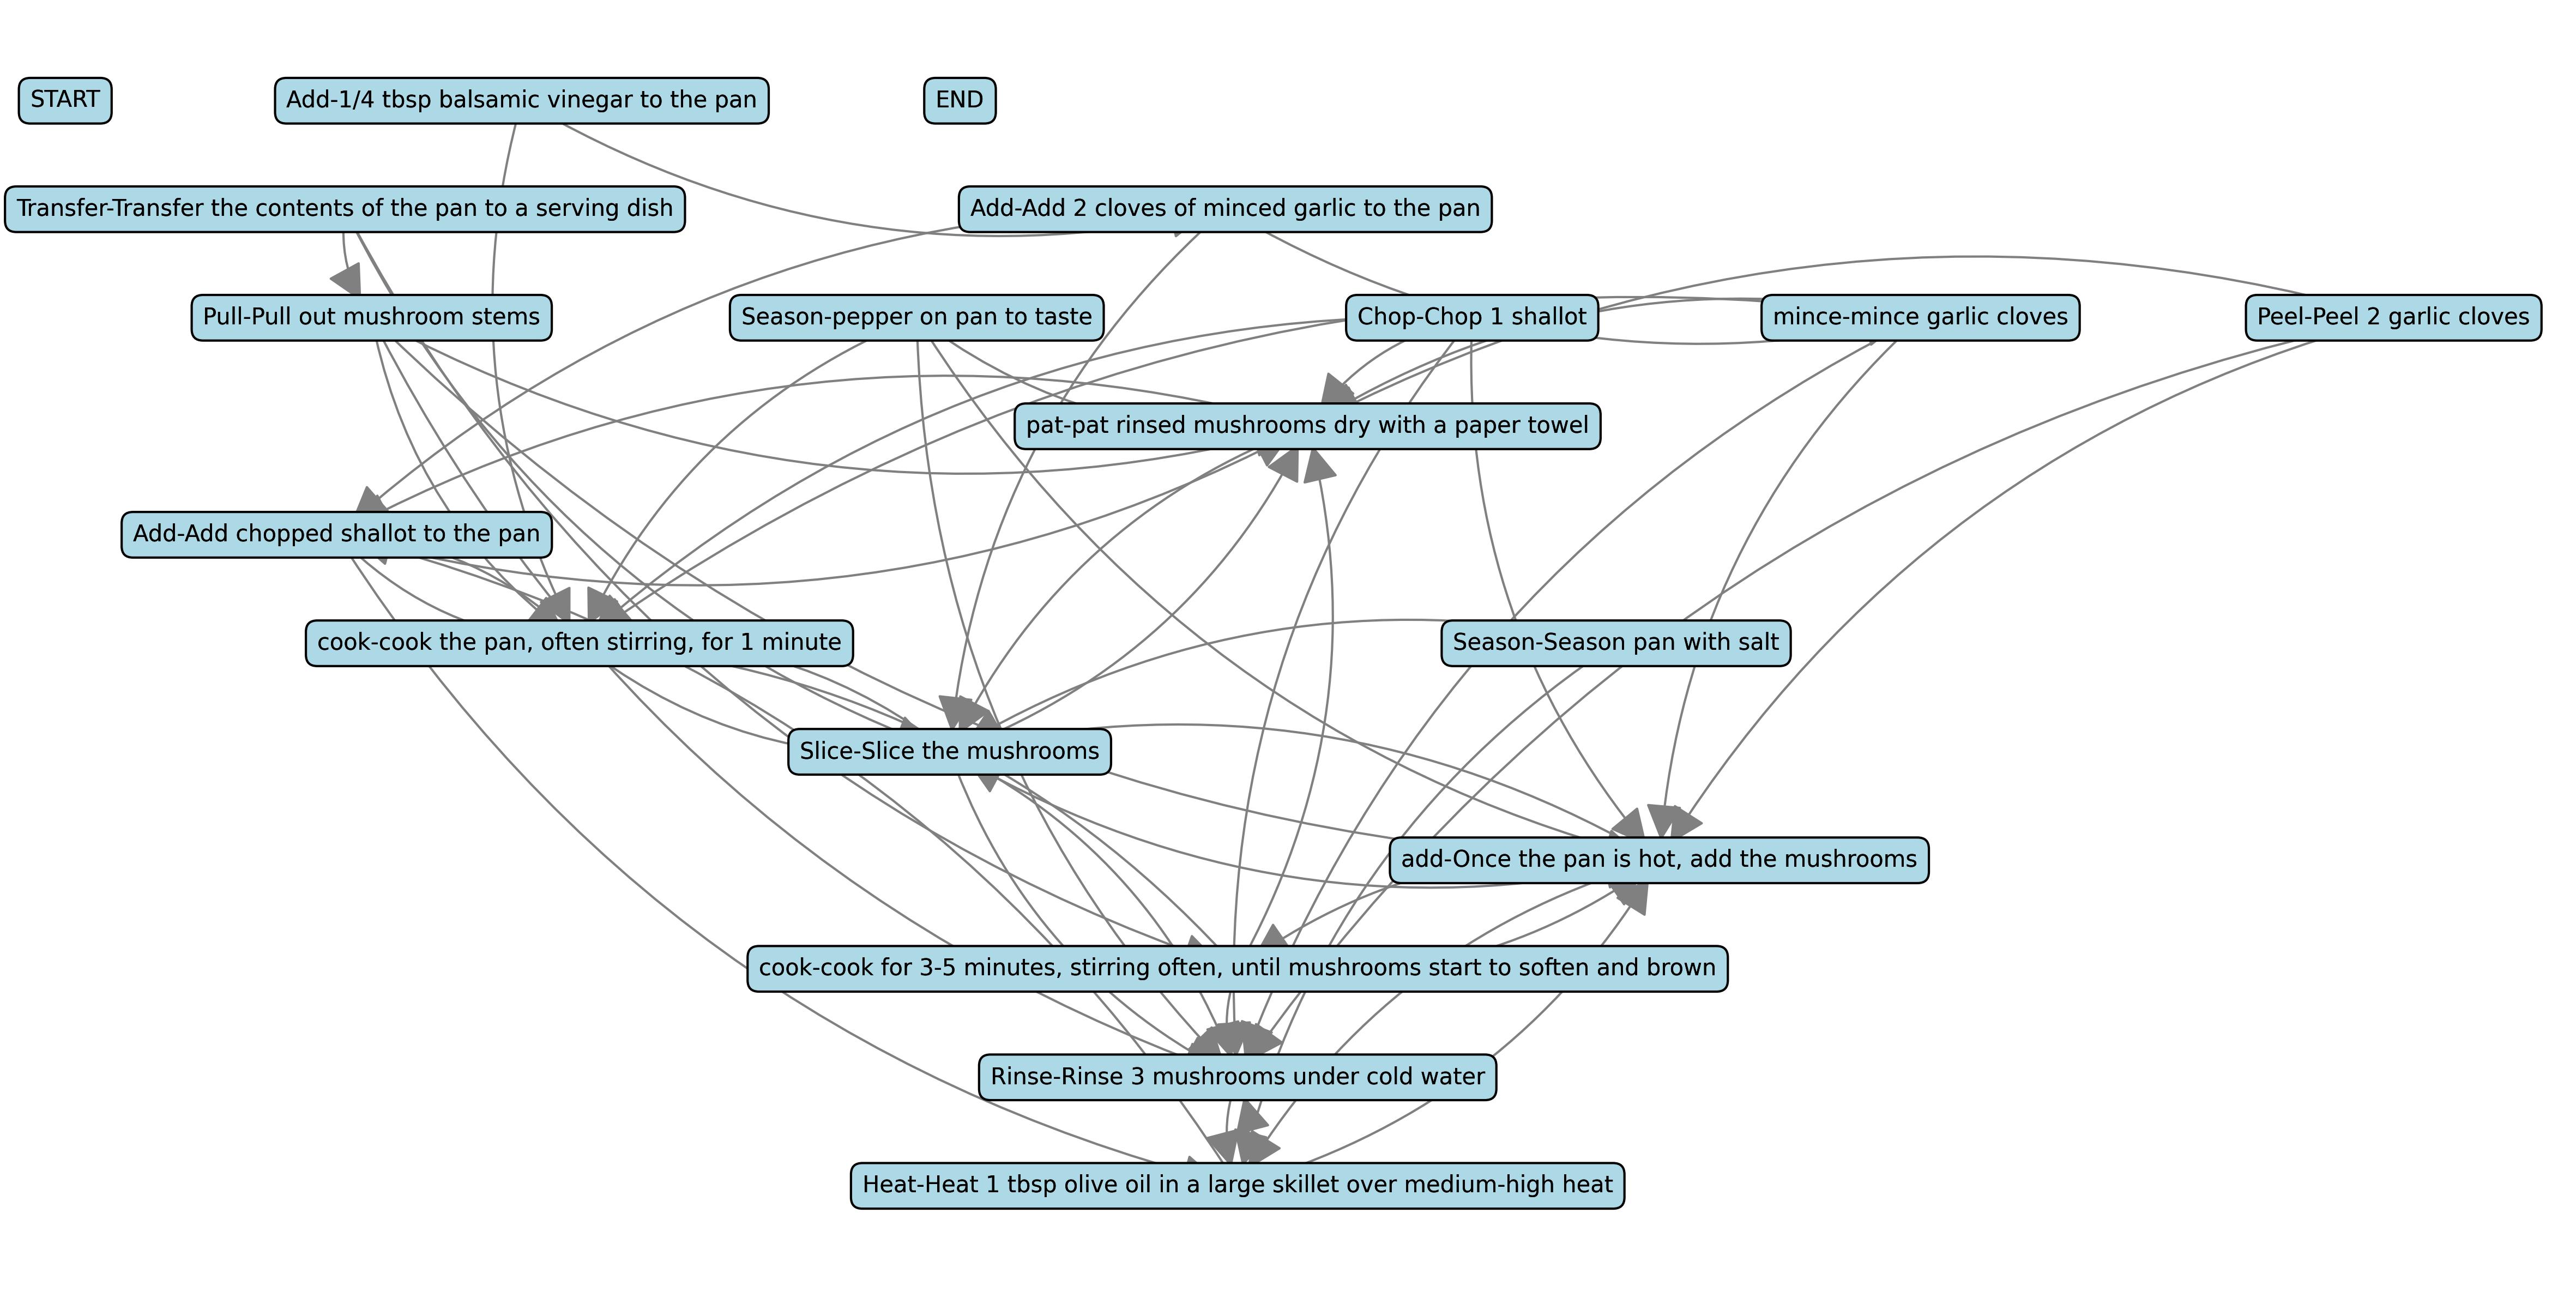 START
Add-1/4 tbsp balsamic vinegar to the pan
END
Transfer-Transfer the contents of the pan to a serving dish
Add-Add 2 cloves of minced garlic to the pan
Pull-Pull out mushroom stems
Season-pepper on pan to taste
Chop-Chop 1 shallot
mince-mince garlic cloves
Peel-Peel 2 garlic cloves
pat-pat rinsed mushrooms dry with a paper towel
Add-Add chopped shallot to the pan
cook-cook the pan, often stirring, for 1 minute
Season-Season pan with salt
Slice-Slice the mushrooms
add-Once the pan is hot, add the mushrooms
cook-cook for 3-5 minutes, stirring often, until mushrooms start to soften and brown
Rinse-Rinse 3 mushrooms under cold water
Heat-Heat 1 tbsp olive oil in a large skillet over medium-high heat